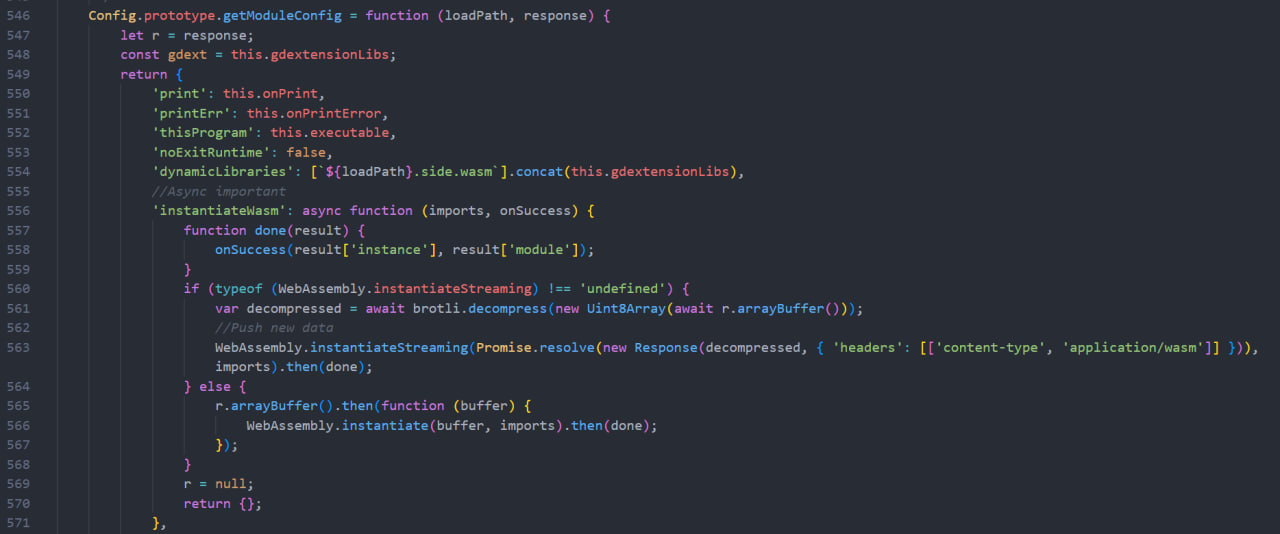 546 Config.prototype.getModuleConfig = function (loadPath, response) {
547 let r = response;
548 const gdext = this.gdextensionLibs;
549 return {
550 'print': this.onPrint,
551 'printErr': this.onPrintError,
552 'thisProgram': this.executable,
553 'noExitRuntime': false,
554 'dynamicLibraries': [`${loadPath}.side.wasm`].concat(this.gdextensionLibs),
555 //Async important
556 'instantiateWasm': async function (imports, onSuccess) {
557 function done(result) {
558 onSuccess(result['instance'], result['module']);
559 }
560 if (typeof (WebAssembly.instantiateStreaming) !== 'undefined') {
561 var decompressed = await brotli.decompress(new Uint8Array(await r.arrayBuffer()));
562 //Push new data
563 WebAssembly.instantiateStreaming(Promise.resolve(new Response(decompressed, { 'headers': [['content-type', 'application/wasm']] })),
imports).then(done);
564 } else {
565 r.arrayBuffer().then(function (buffer) {
566 WebAssembly.instantiate(buffer, imports).then(done);
567 });
568 }
569 r = null;
570 return {};
571 },